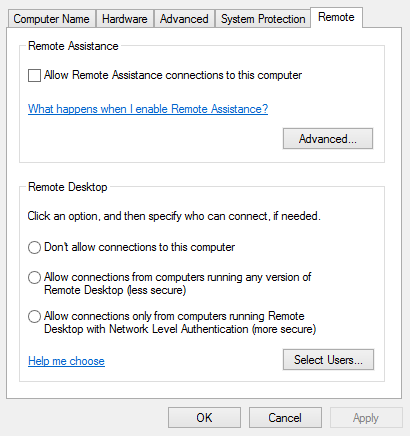 Computer Name Hardware Advanced System Protection Remote
Remote Assistance
Allow Remote Assistance connections to this computer
What happens when I enable Remote Assistance?
Advanced...
Remote Desktop
Click an option, and then specify who can connect, if needed.
Don't allow connections to this computer
Allow connections from computers running any version of
Remote Desktop (less secure)
Allow connections only from computers running Remote
Desktop with Network Level Authentication (more secure)
Help me choose
Select Users...
OK Cancel Apply